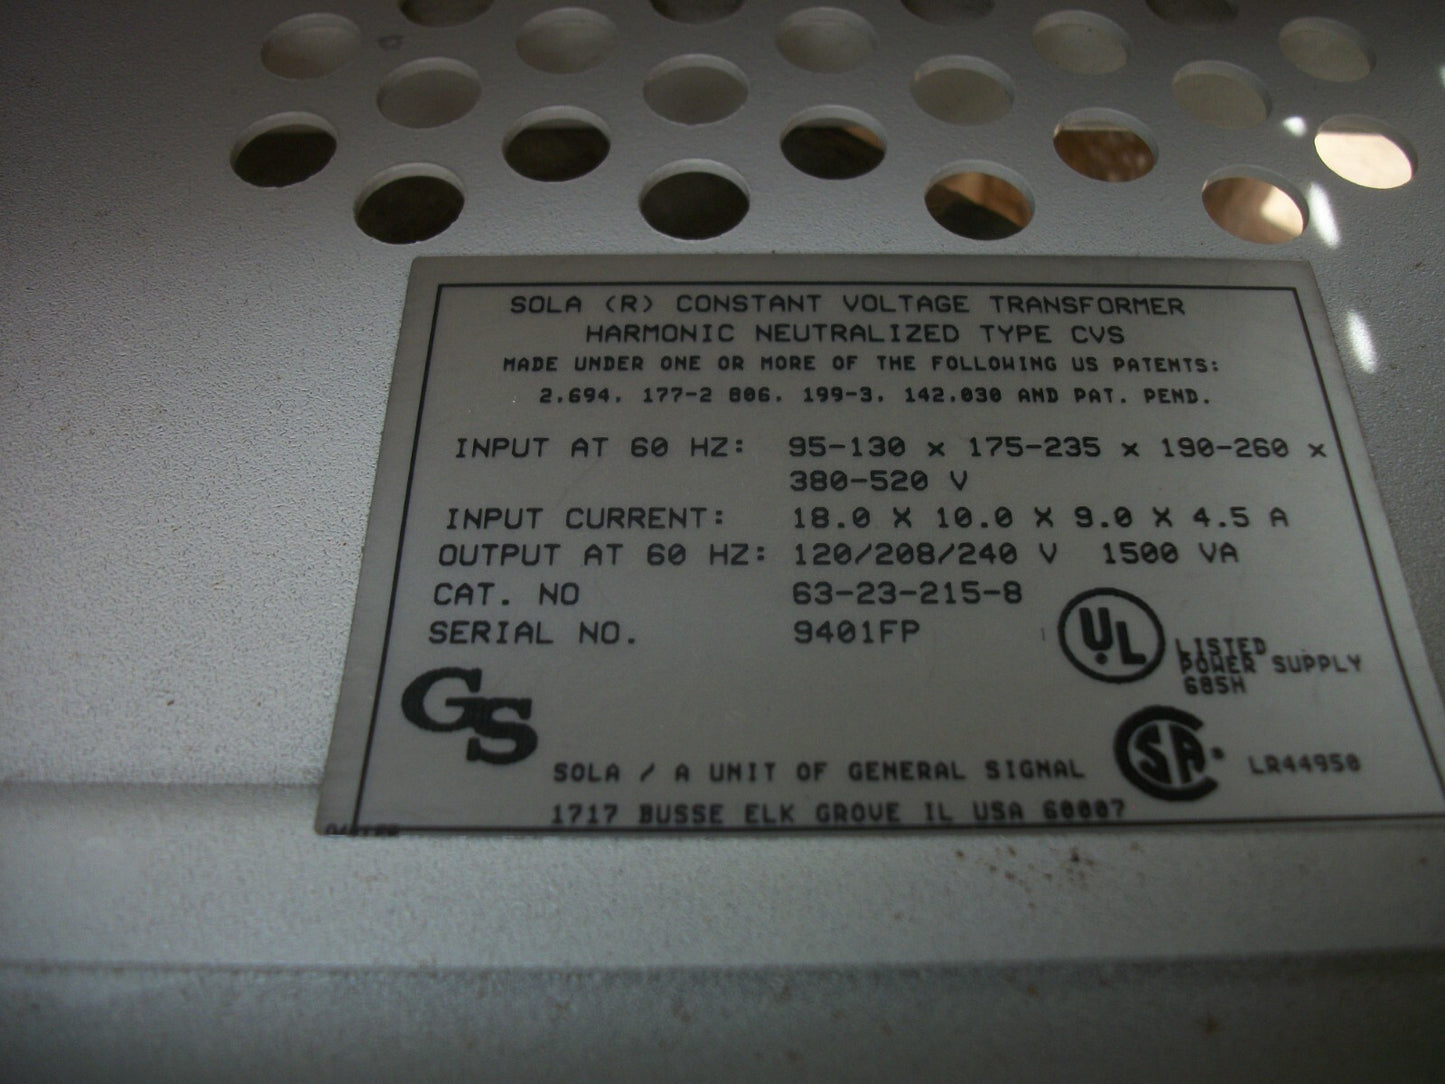 SOLA (R) CONSTANT VOLTAGE TRANSFORMER
HARMONIC NEUTRALIZED TYPE CVS
MADE UNDER ONE OR MORE OF THE FOLLOWING US PATENTS:
2,694, 177-2 806, 199-3, 142,030 AND PAT. PEND.
INPUT AT 60 HZ: 95-130 x 175-235 x 190-260 x
380-520 V
INPUT CURRENT: 18.0 X 10.0 X 9.0 X 4.5 A
OUTPUT AT 60 HZ: 120/208/240 V 1500 VA
CAT. NO 63-23-215-8
SERIAL NO. 9401FP
UL
LISTED
POWER SUPPLY
685H
GS
SA
LR44950
SOLA / A UNIT OF GENERAL SIGNAL
1717 BUSSE ELK GROVE IL USA 60007